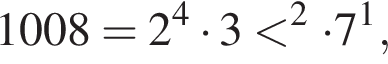 1008 = 2⁴ · 3 <² ·7¹,